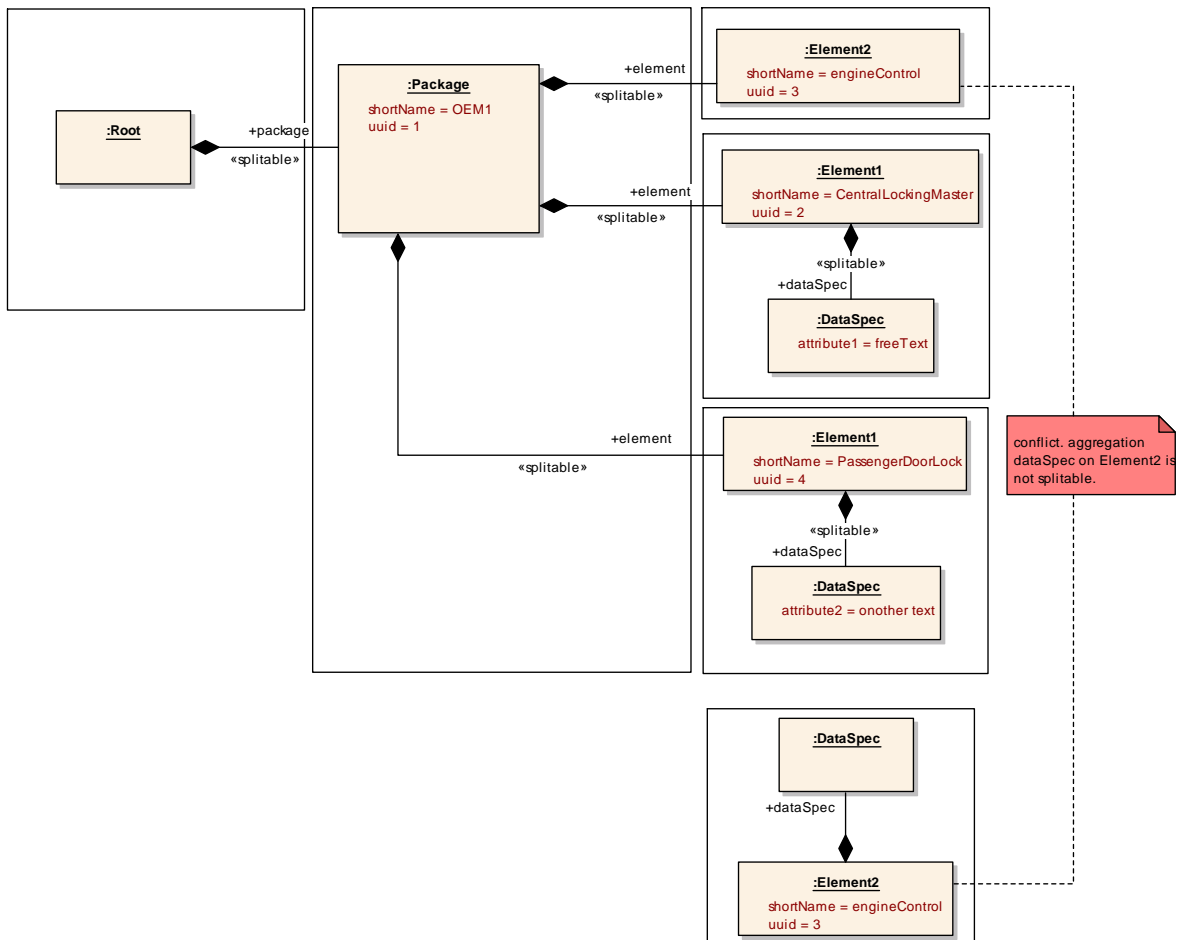 :Root
+package
«splitable»
:Package
shortName = OEM1
uuid = 1
+element
«splitable»
:Element2
shortName = engineControl
uuid = 3
+element
«splitable»
:Element1
shortName = CentralLockingMaster
uuid = 2
«splitable»
+dataSpec
:DataSpec
attribute1 = freeText
+element
«splitable»
:Element1
shortName = PassengerDoorLock
uuid = 4
«splitable»
+dataSpec
:DataSpec
attribute2 = onother text
conflict. aggregation
dataSpec on Element2 is
not splitable.
:DataSpec
+dataSpec
:Element2
shortName = engineControl
uuid = 3